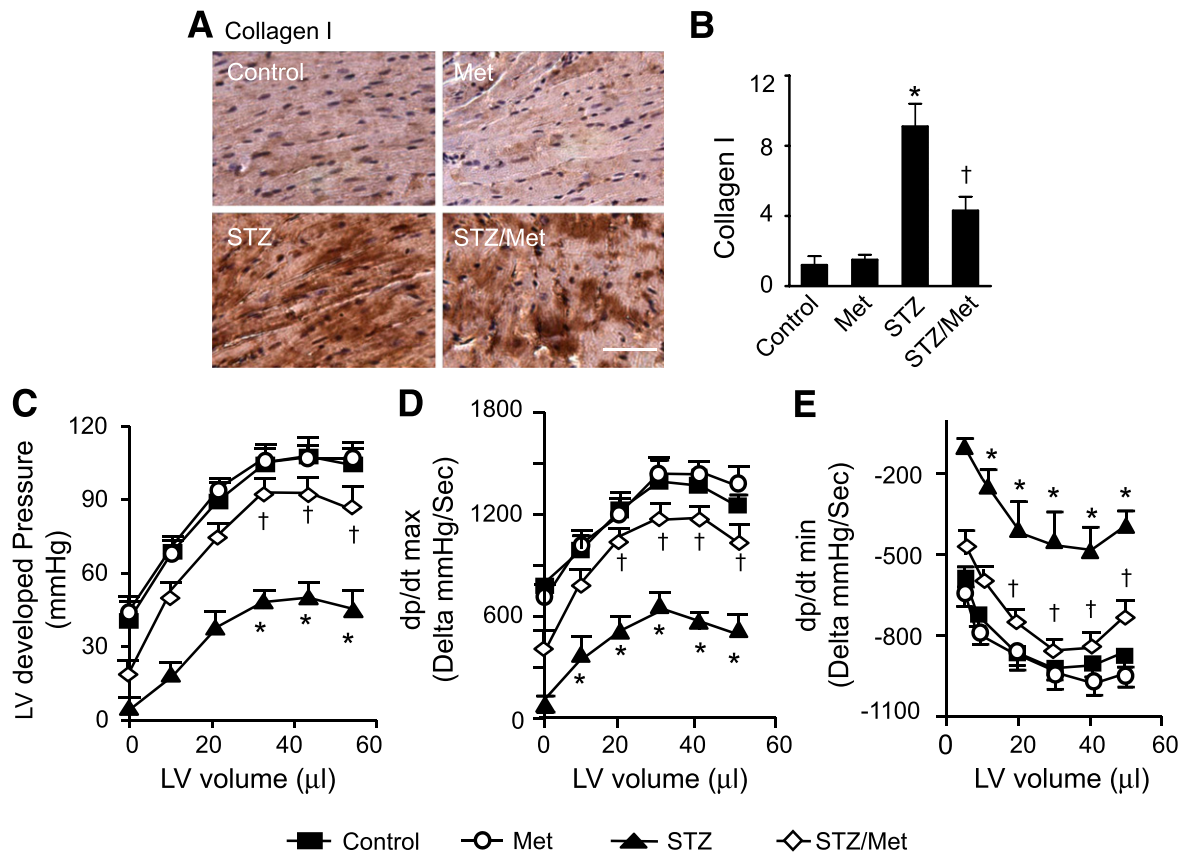 A Collagen I
Control
Met
STZ
STZ/Met
B
Collagen I
12
8
4
0
*
†
Control
Met
STZ
STZ/Met
C
LV developed Pressure
(mmHg)
120
90
60
30
0
† † †
* * *
0 20 40 60
LV volume (μl)
D
dp/dt max
(Delta mmHg/Sec)
1800
1200
600
0
† † † †
* * * * *
0 20 40 60
LV volume (μl)
E
dp/dt min
(Delta mmHg/Sec)
-200
-500
-800
-1100
* * * * *
† † † †
0 20 40 60
LV volume (μl)
Control Met STZ STZ/Met